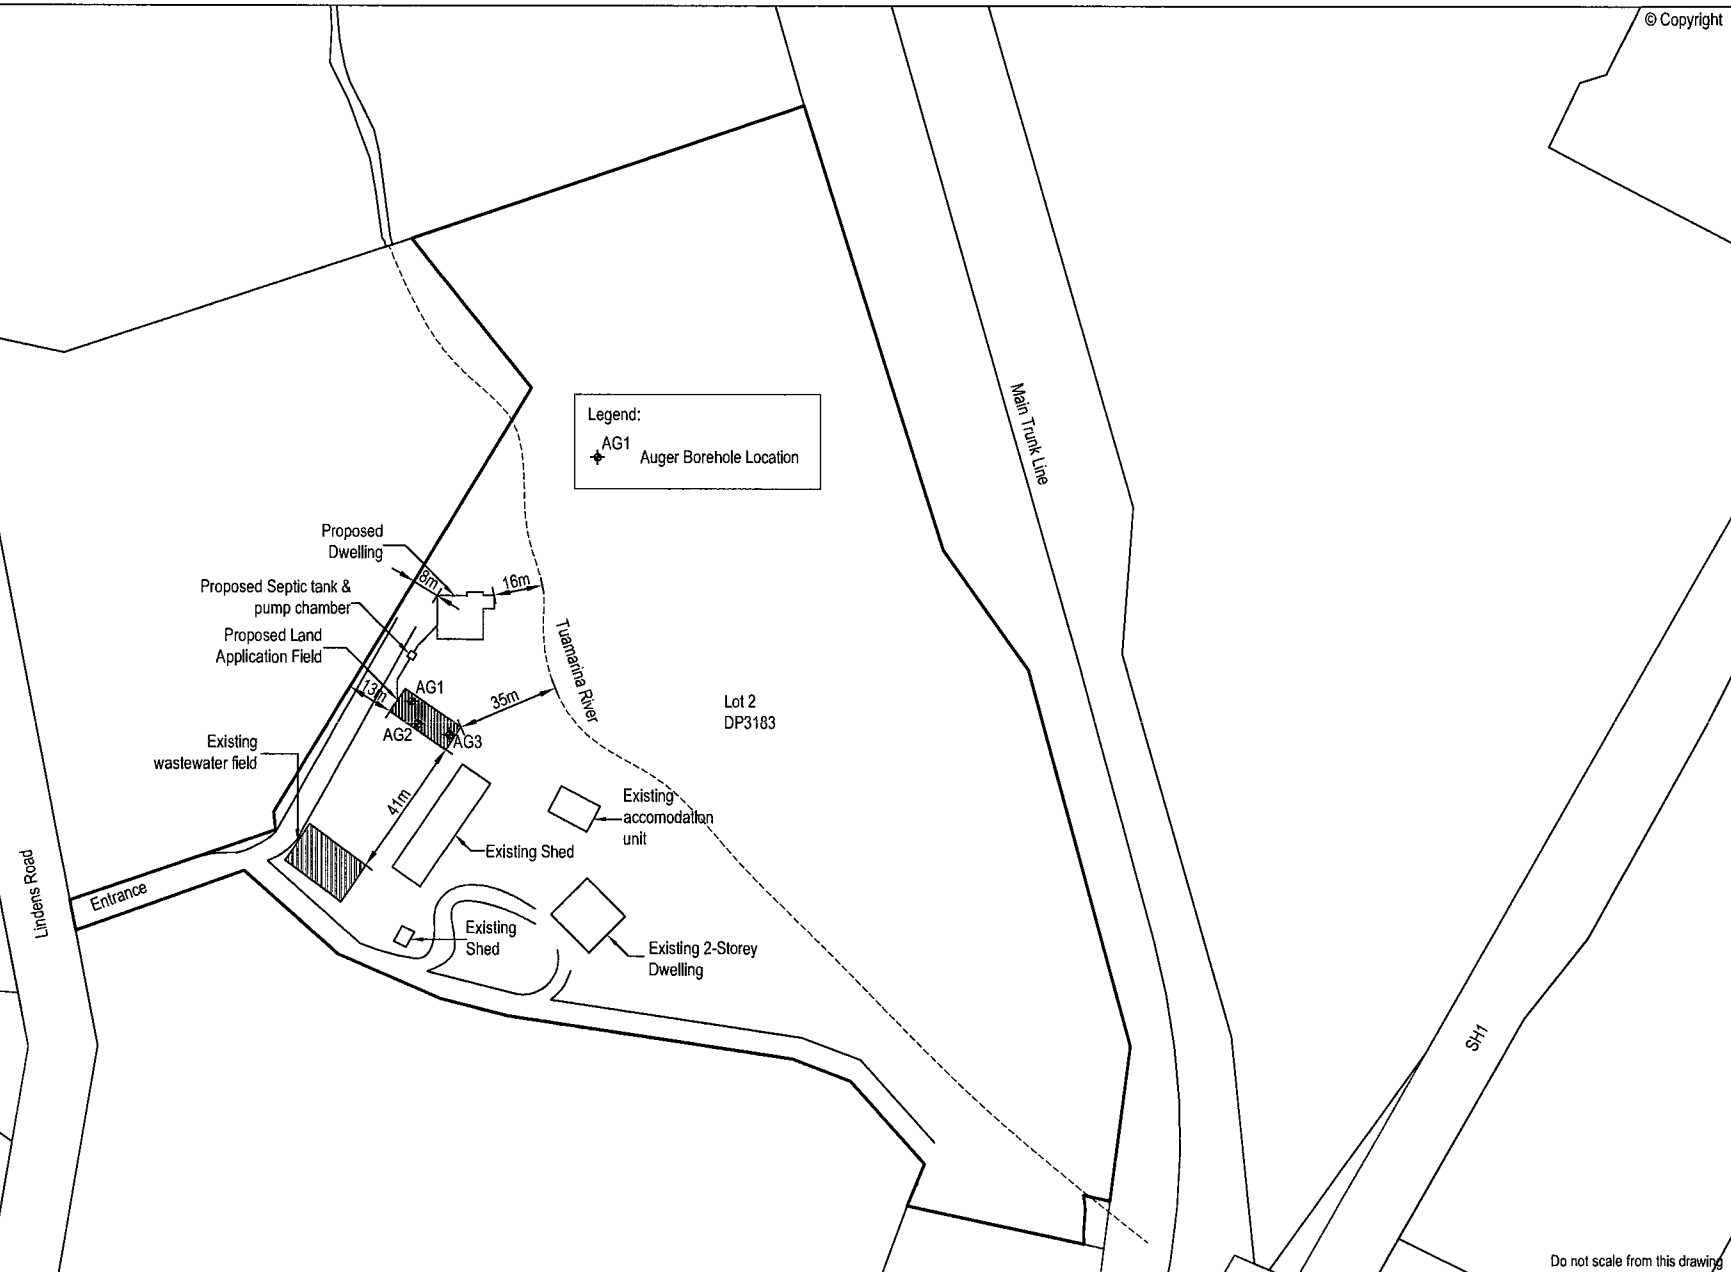 © Copyright
Legend:
AG1
Auger Borehole Location
Main Trunk Line
Proposed
Dwelling
8m
16m
Proposed Septic tank &
pump chamber
Proposed Land
Application Field
Tuamarina River
13m
AG1
35m
AG2
AG3
Lot 2
DP3183
Existing
wastewater field
41m
Existing
accomodation
unit
Existing Shed
Lindens Road
Entrance
Existing
Shed
Existing 2-Storey
Dwelling
SH1
Do not scale from this drawing